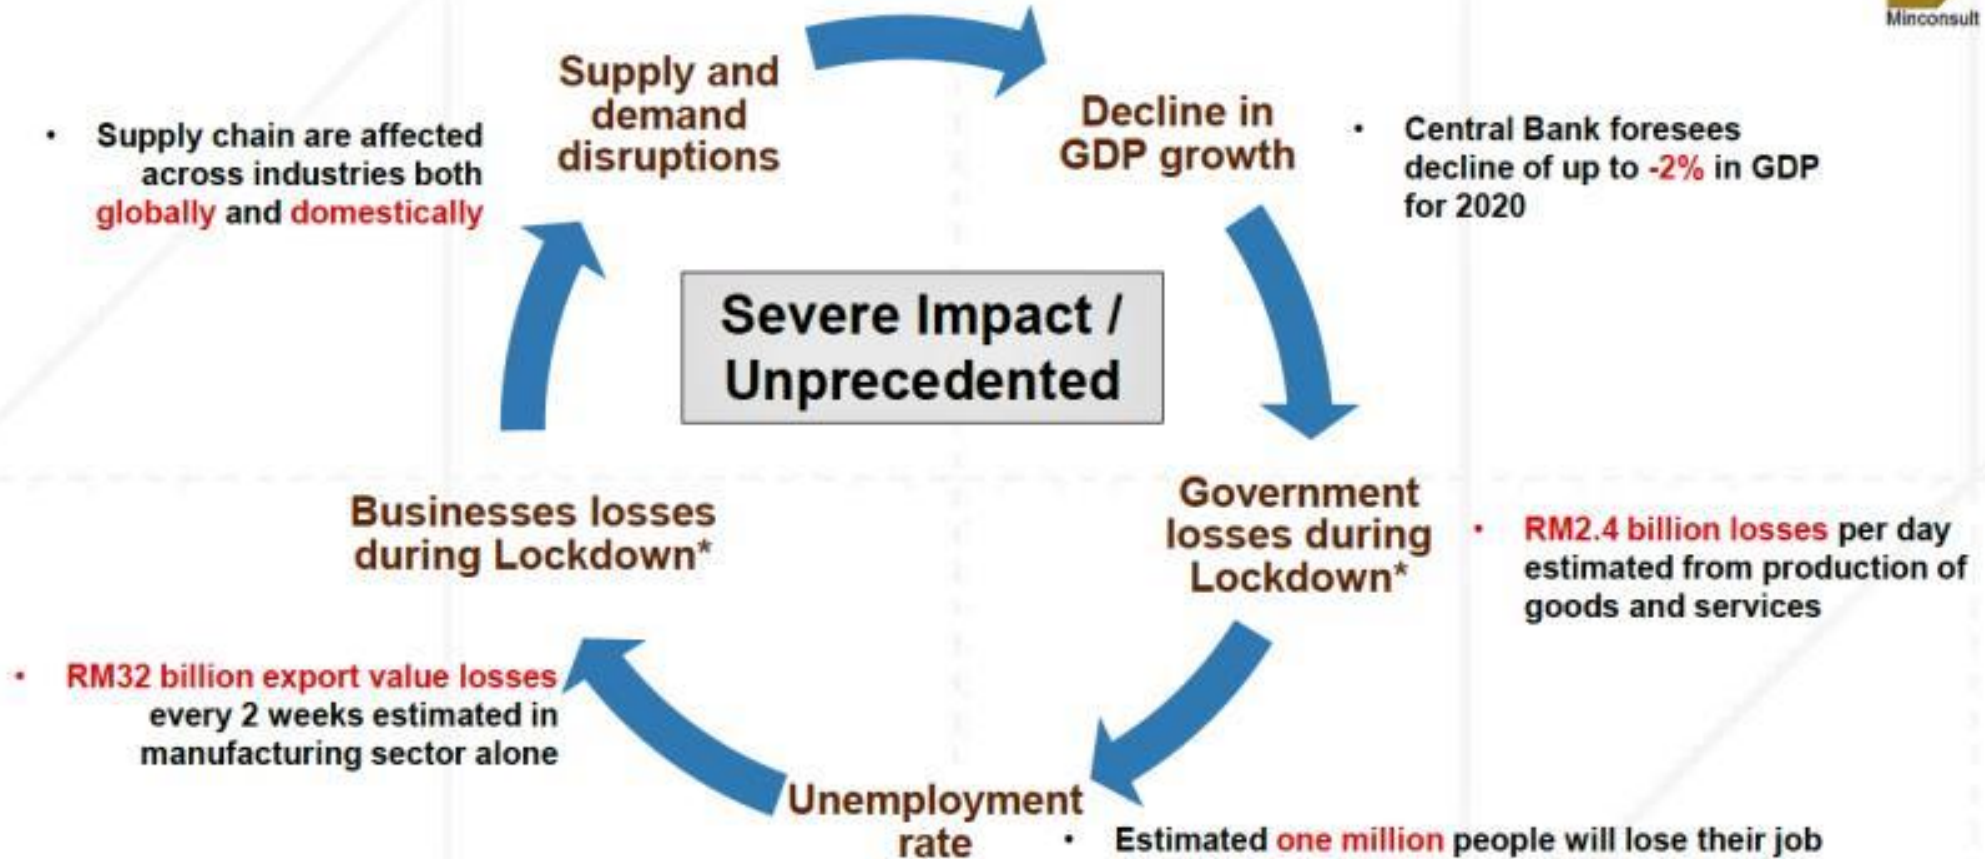 Minconsult
Supply and
demand
disruptions
• Supply chain are affected
across industries both
globally and domestically
Decline in
GDP growth
• Central Bank foresees
decline of up to -2% in GDP
for 2020
Severe Impact /
Unprecedented
Government
losses during
Lockdown*
• RM2.4 billion losses per day
estimated from production of
goods and services
Businesses losses
during Lockdown*
• RM32 billion export value losses
every 2 weeks estimated in
manufacturing sector alone
Unemployment
rate
• Estimated one million people will lose their job